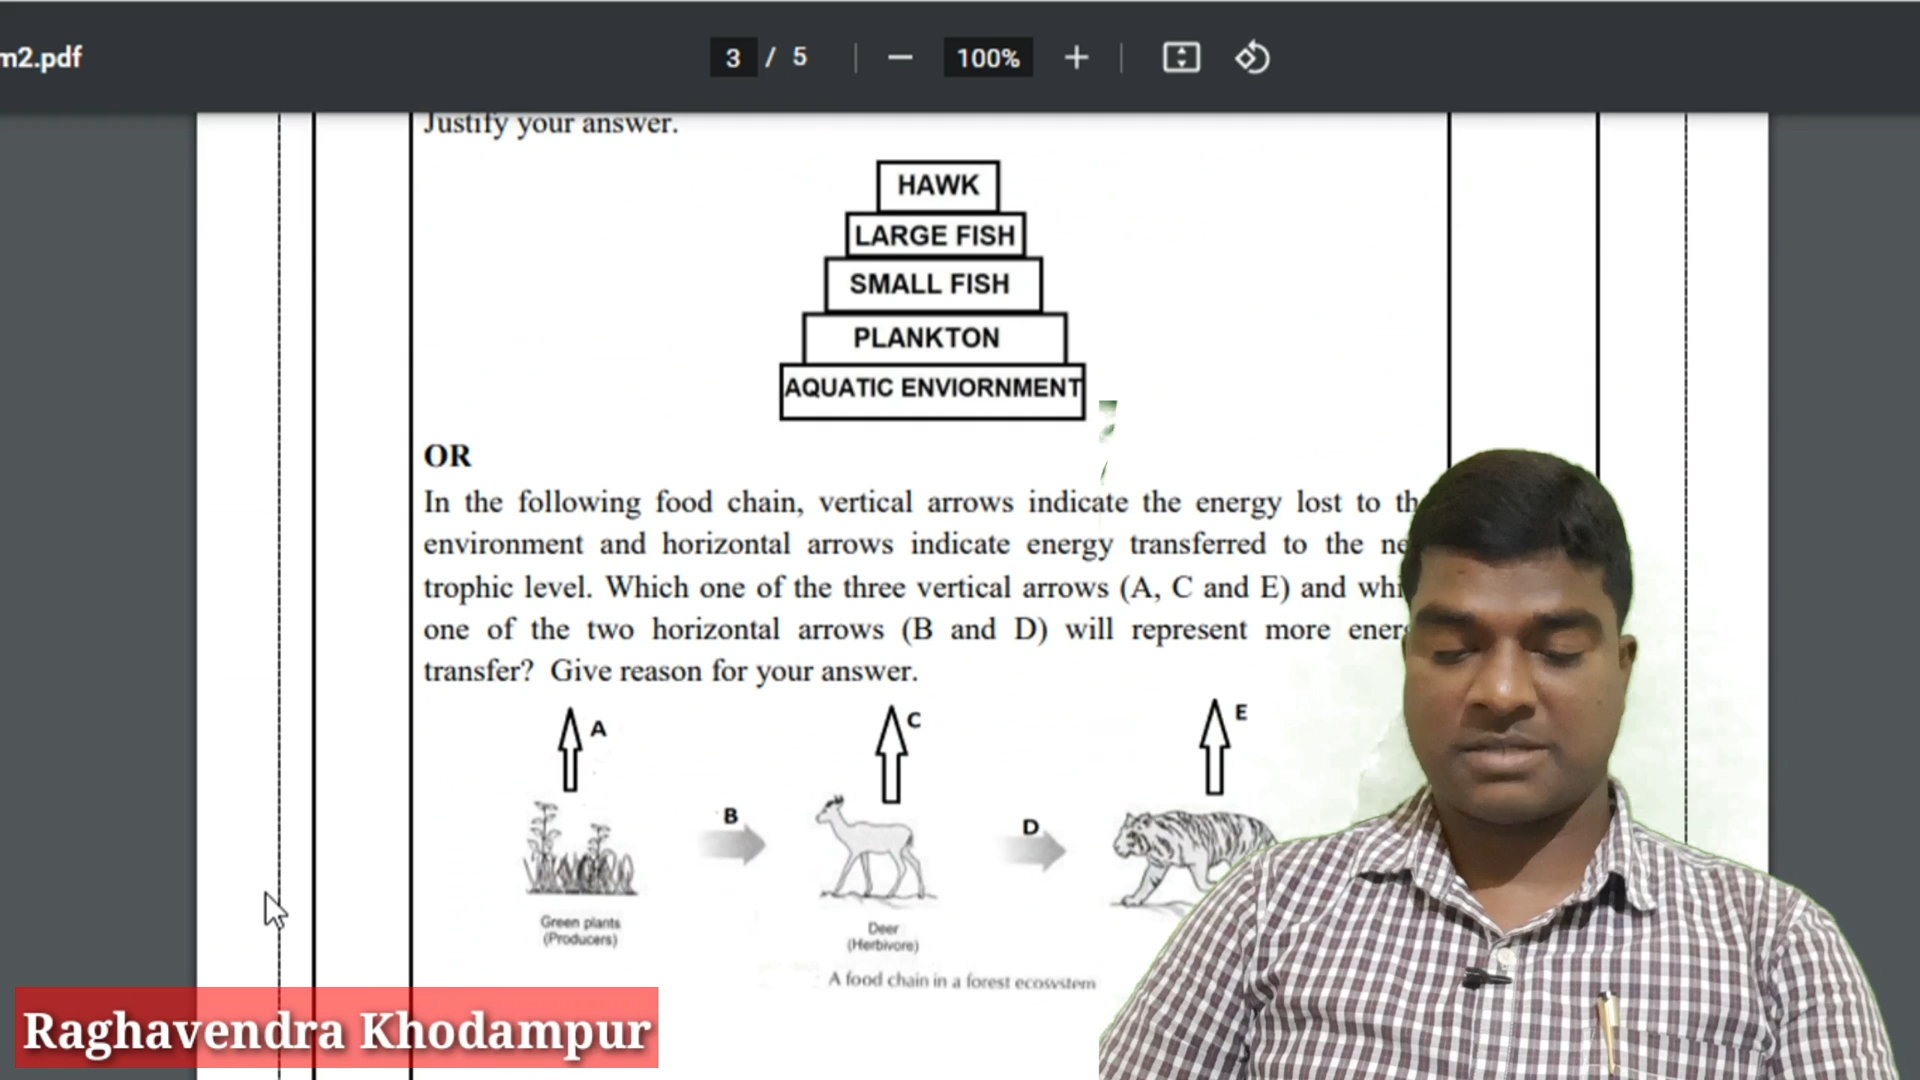 m2.pdf
3 / 5
100%
Justify your answer.
HAWK
LARGE FISH
SMALL FISH
PLANKTON
AQUATIC ENVIORNMENT
OR
In the following food chain, vertical arrows indicate the energy lost to
environment and horizontal arrows indicate energy transferred to the
trophic level. Which one of the three vertical arrows (A, C and E) and
one of the two horizontal arrows (B and D) will represent more
transfer? Give reason for your answer.
A
C
E
B
D
Green plants
(Producers)
Deer
(Herbivore)
A food chain in a forest ecosystem
Raghavendra Khodampur